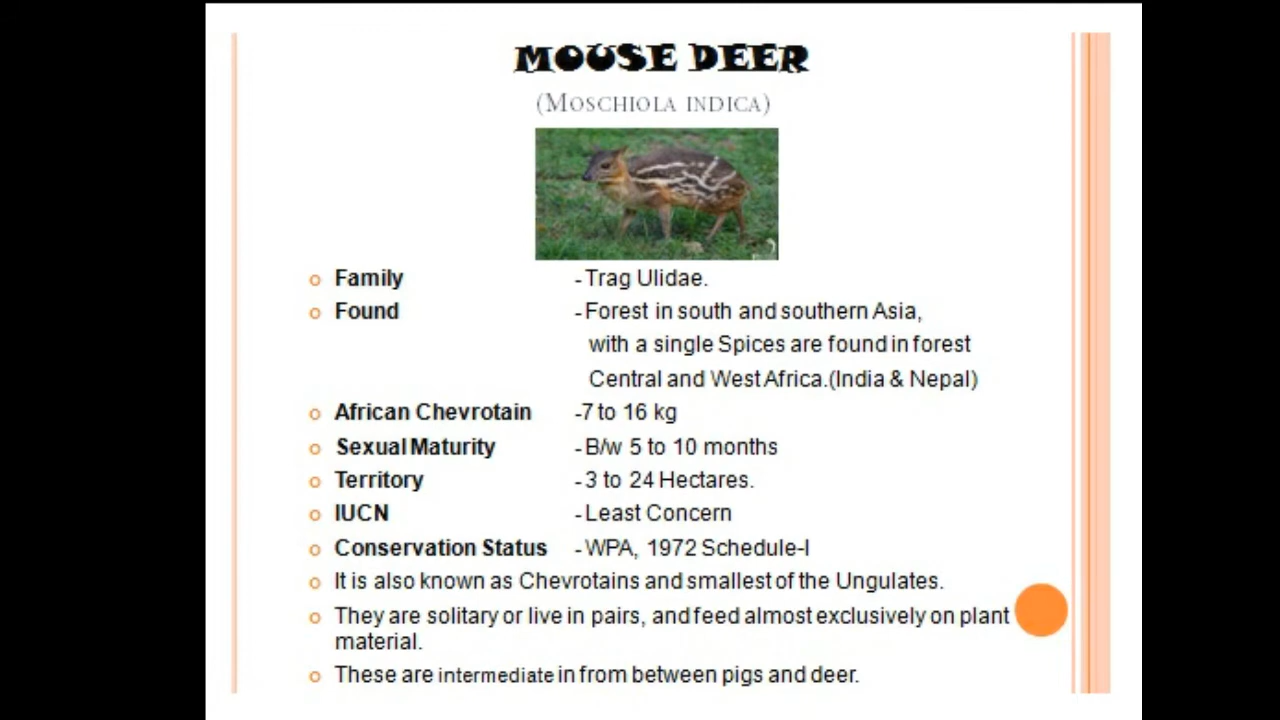 MOUSE DEER
(MOSCHIOLA INDICA)
Family - Trag Ulidae.
Found - Forest in south and southern Asia,
with a single Spices are found in forest
Central and West Africa.(India & Nepal)
African Chevrotain -7 to 16 kg
Sexual Maturity - B/w 5 to 10 months
Territory - 3 to 24 Hectares.
IUCN - Least Concern
Conservation Status - WPA, 1972 Schedule-I
It is also known as Chevrotains and smallest of the Ungulates.
They are solitary or live in pairs, and feed almost exclusively on plant
material.
These are intermediate in from between pigs and deer.